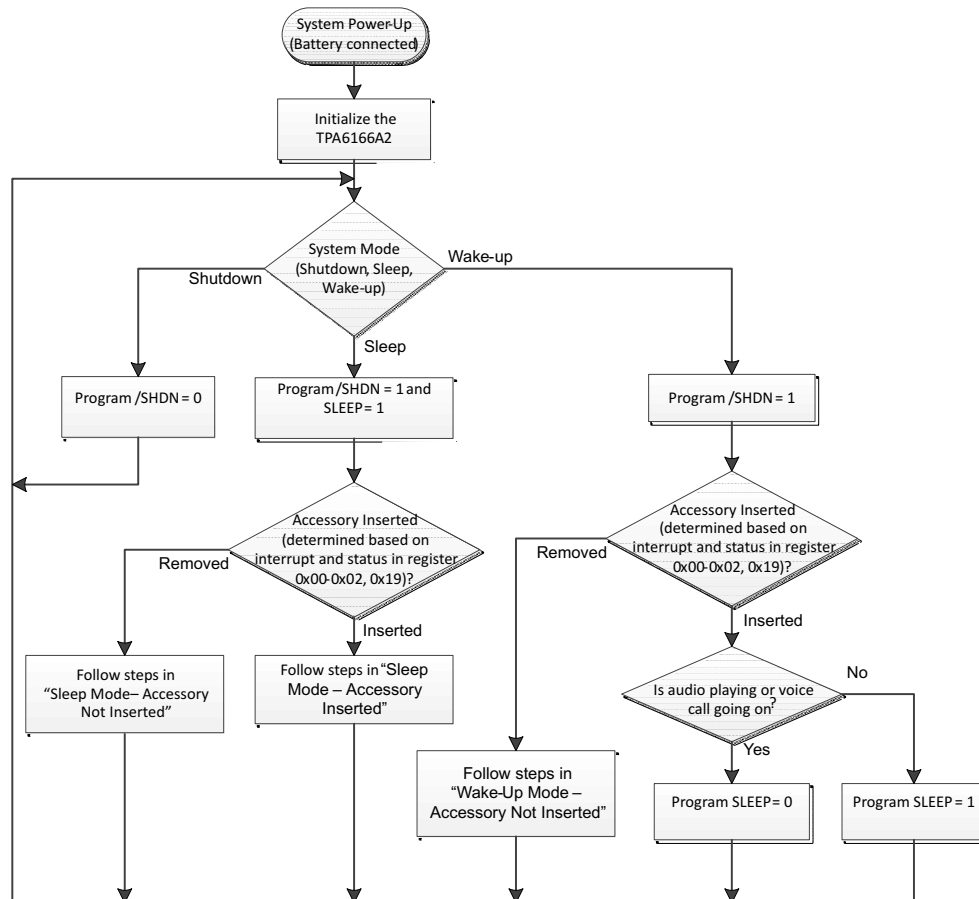 System Power-Up
(Battery connected)
Initialize the
TPA6166A2
System Mode
(Shutdown, Sleep,
Wake-up)
Shutdown
Wake-up
Sleep
Program /SHDN = 0
Program /SHDN = 1 and
SLEEP = 1
Program /SHDN = 1
Accessory Inserted
(determined based on
interrupt and status in register
0x00-0x02, 0x19)?
Removed
Inserted
Accessory Inserted
(determined based on
interrupt and status in register
0x00-0x02, 0x19)?
Removed
Inserted
Follow steps in
“Sleep Mode– Accessory
Not Inserted”
Follow steps in “Sleep
Mode – Accessory
Inserted”
Is audio playing or voice
call going on?
No
Yes
Follow steps in
“Wake-Up Mode –
Accessory Not Inserted”
Program SLEEP = 0
Program SLEEP = 1